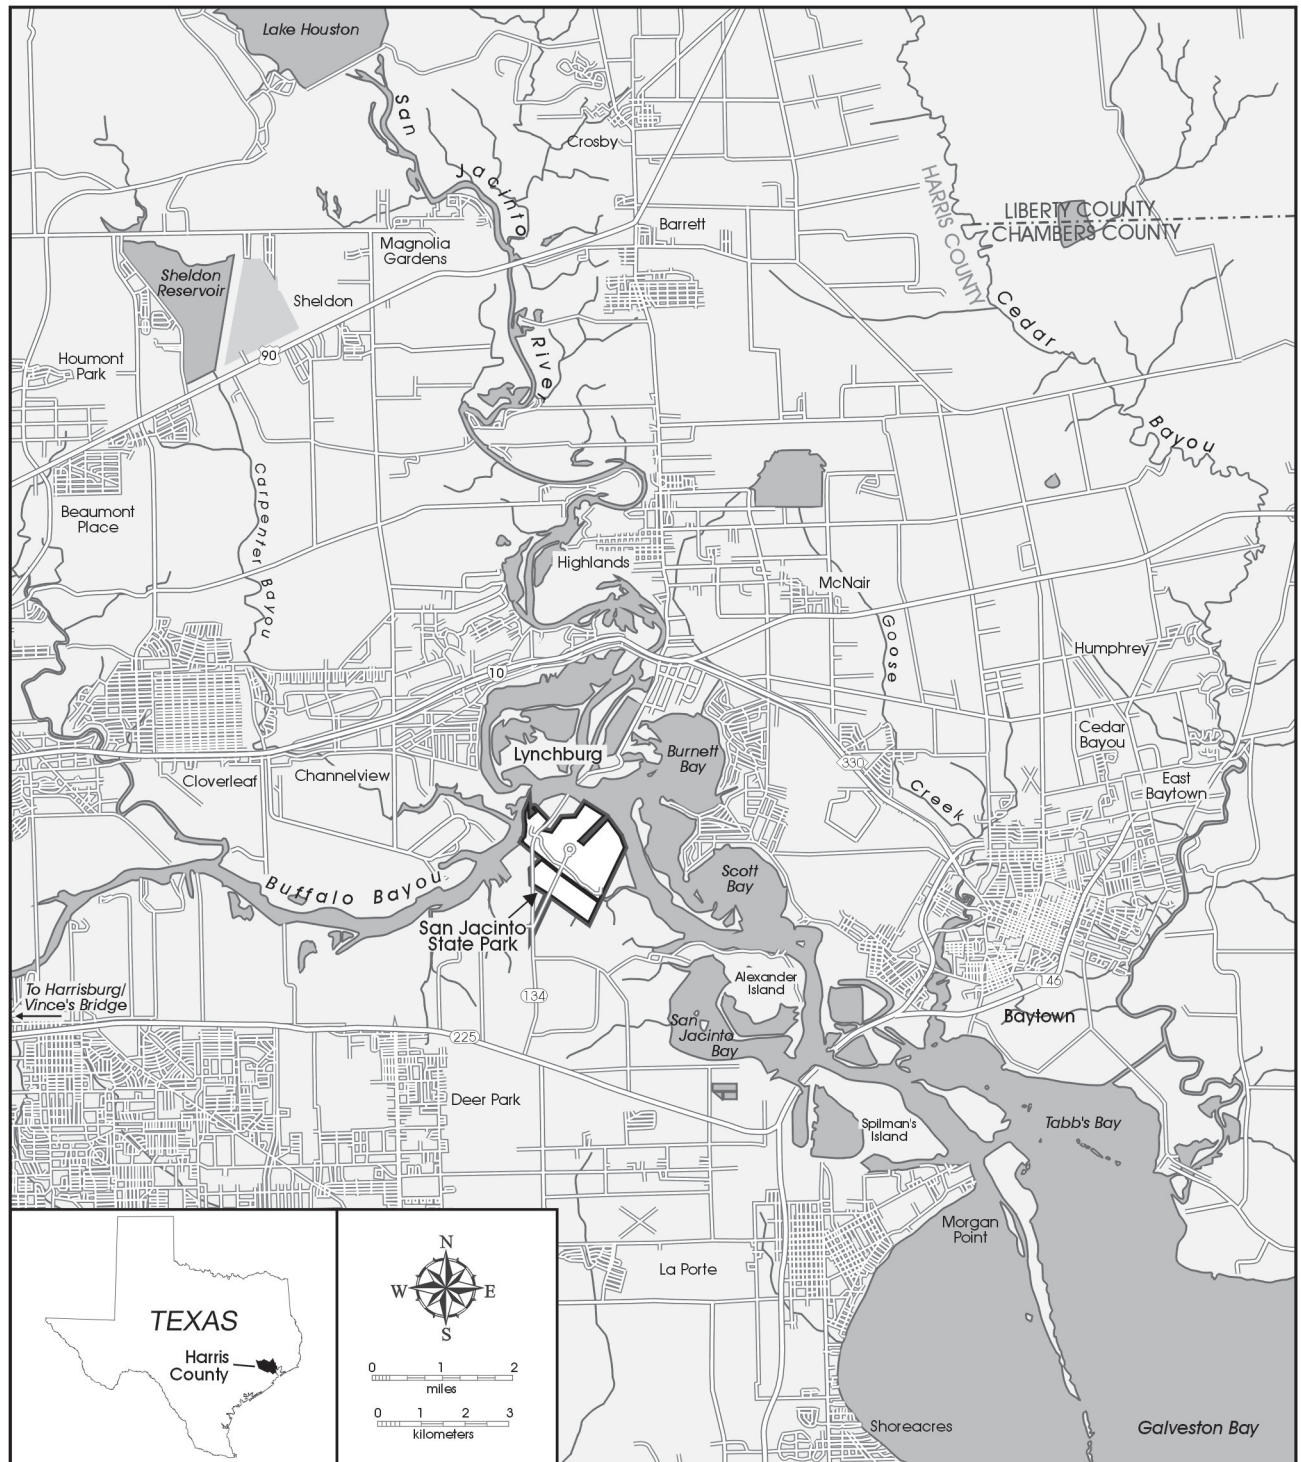 Lake Houston
San
Jacinto
River
Crosby
HARRIS COUNTY
LIBERTY COUNTY
CHAMBERS COUNTY
Barrett
Magnolia
Gardens
Sheldon
Reservoir
Sheldon
90
Houmont
Park
Cedar
Bayou
Carpenter Bayou
Beaumont
Place
Highlands
McNair
Goose
Creek
Humphrey
10
Lynchburg
Burnett
Bay
330
Cedar
Bayou
East
Baytown
Cloverleaf
Channelview
Scott
Bay
Buffalo Bayou
San Jacinto
State Park
Alexander
Island
To Harrisburg/
Vince's Bridge
134
146
Baytown
San
Jacinto
Bay
225
Deer Park
Spilman's
Island
Tabb's Bay
Morgan
Point
La Porte
Shoreacres
Galveston Bay
TEXAS
Harris
County
N
W
E
S
0 1 2
miles
0 1 2 3
kilometers